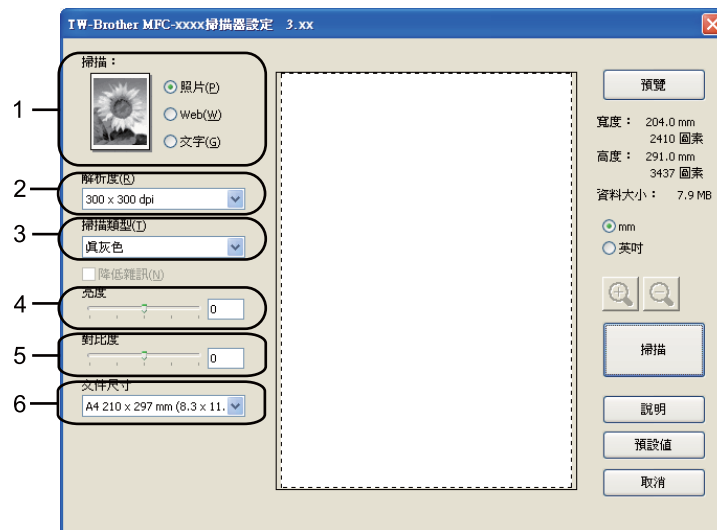 TW-Brother MFC-xxxx掃描器設定 3.xx
掃描：
照片(P)
Web(W)
文字(G)
1
解析度(R)
300 x 300 dpi
2
掃描類型(T)
真灰色
3
降低雜訊(N)
亮度
0
4
對比度
0
5
文件尺寸
A4 210 x 297 mm (8.3 x 11.
6
預覽
寬度： 204.0 mm
2410 圖素
高度： 291.0 mm
3437 圖素
資料大小： 7.9 MB
mm
英吋
掃描
說明
預設值
取消